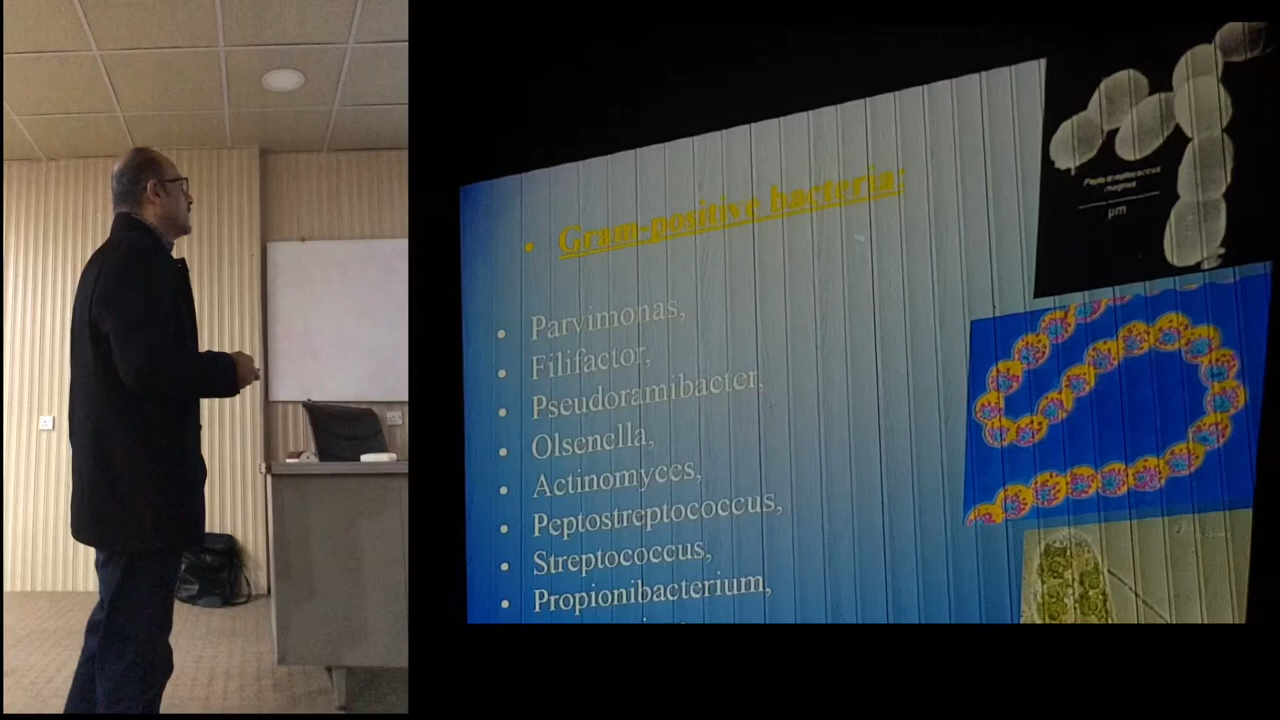 Gram-positive bacteria:
Parvimonas,
Filifactor,
Pseudoramibacter,
Olsenella,
Actinomyces,
Peptostreptococcus,
Streptococcus,
Propionibacterium,
Peptostreptococcus
magnus
µm